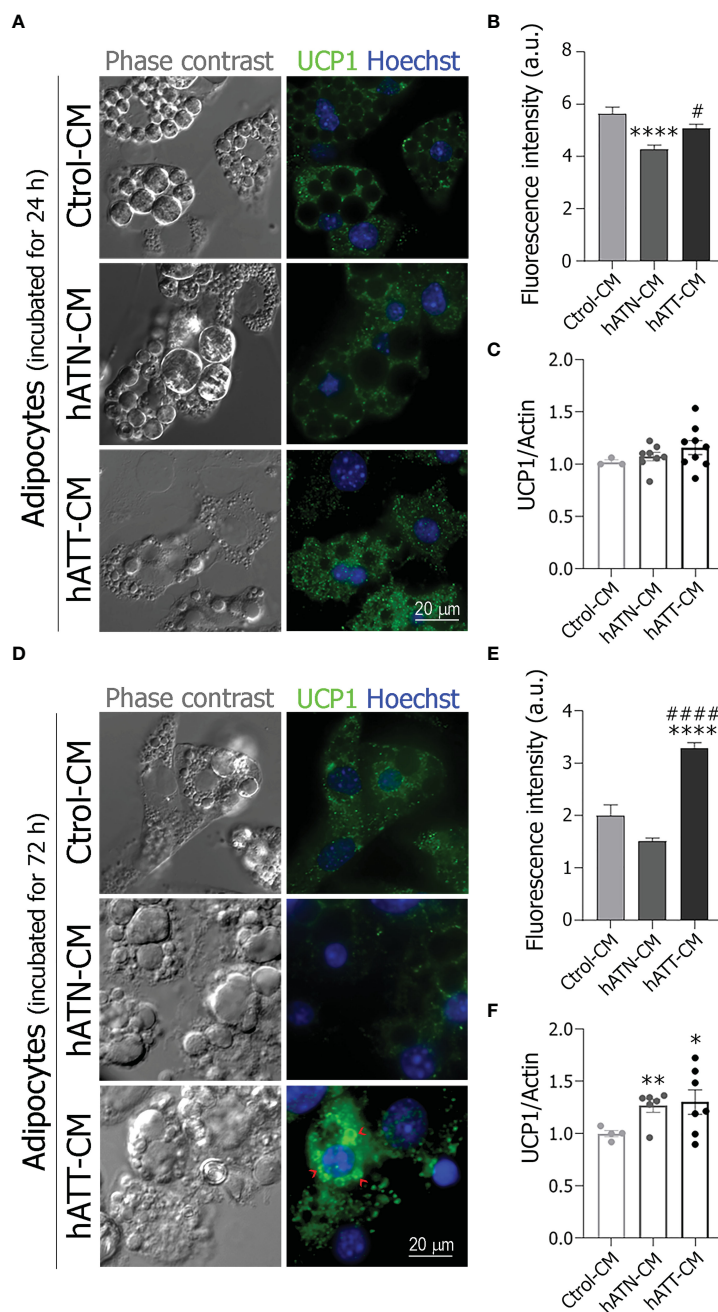 A
Phase contrast UCP1 Hoechst
Adipocytes (incubated for 24 h)
Ctrol-CM
hATN-CM
hATT-CM
20 µm
B
Fluorescence intensity (a.u.)
8
6
4
2
0
****
#
Ctrol-CM
hATN-CM
hATT-CM
C
UCP1/Actin
2.0
1.5
1.0
0.5
0.0
Ctrol-CM
hATN-CM
hATT-CM
D
Phase contrast UCP1 Hoechst
Adipocytes (incubated for 72 h)
Ctrol-CM
hATN-CM
hATT-CM
20 µm
E
Fluorescence intensity (a.u.)
4
3
2
1
0
####
****
Ctrol-CM
hATN-CM
hATT-CM
F
UCP1/Actin
2.0
1.5
1.0
0.5
0.0
**
*
Ctrol-CM
hATN-CM
hATT-CM